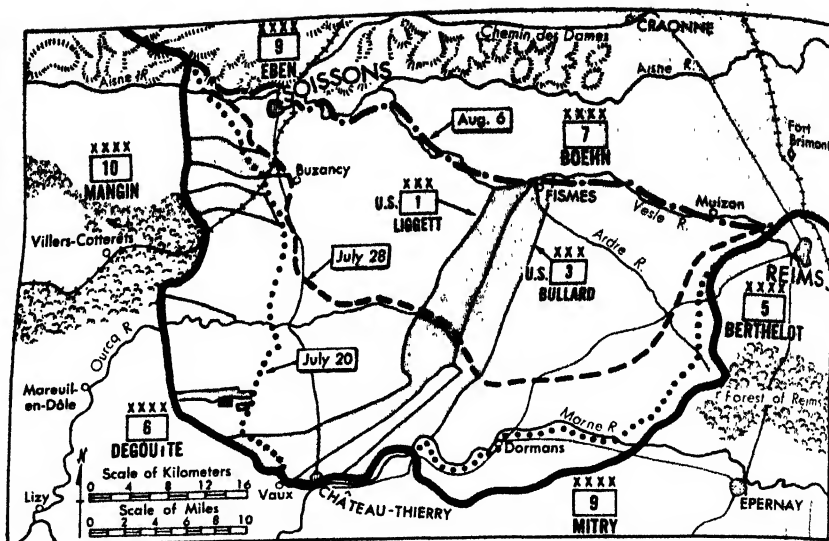 XXXX
9
EBEN
Chemin des Dames
CRAONNE
Aisne R.
OISSONS
Aisne R.
Aug. 6
XXXX
7
BOEHN
Fort
Brimont
XXXX
10
MANGIN
Buzancy
XXX
U.S. 1
LIGGETT
FISMES
Vesle R.
Muizon
Villers-Cotterêts
July 28
XXX
U.S. 3
BULLARD
Ardre R.
REIMS
XXXX
5
BERTHELOT
Ourcq R
July 20
Mareuil-
en-Dôle
XXXX
6
DEGOUTTE
Forest of Reims
Marne R
Dormans
N
Scale of Kilometers
0 4 8 12 16
Scale of Miles
0 2 4 6 8 10
Lizy
Vaux
CHÂTEAU-THIERRY
XXXX
9
MITRY
EPERNAY